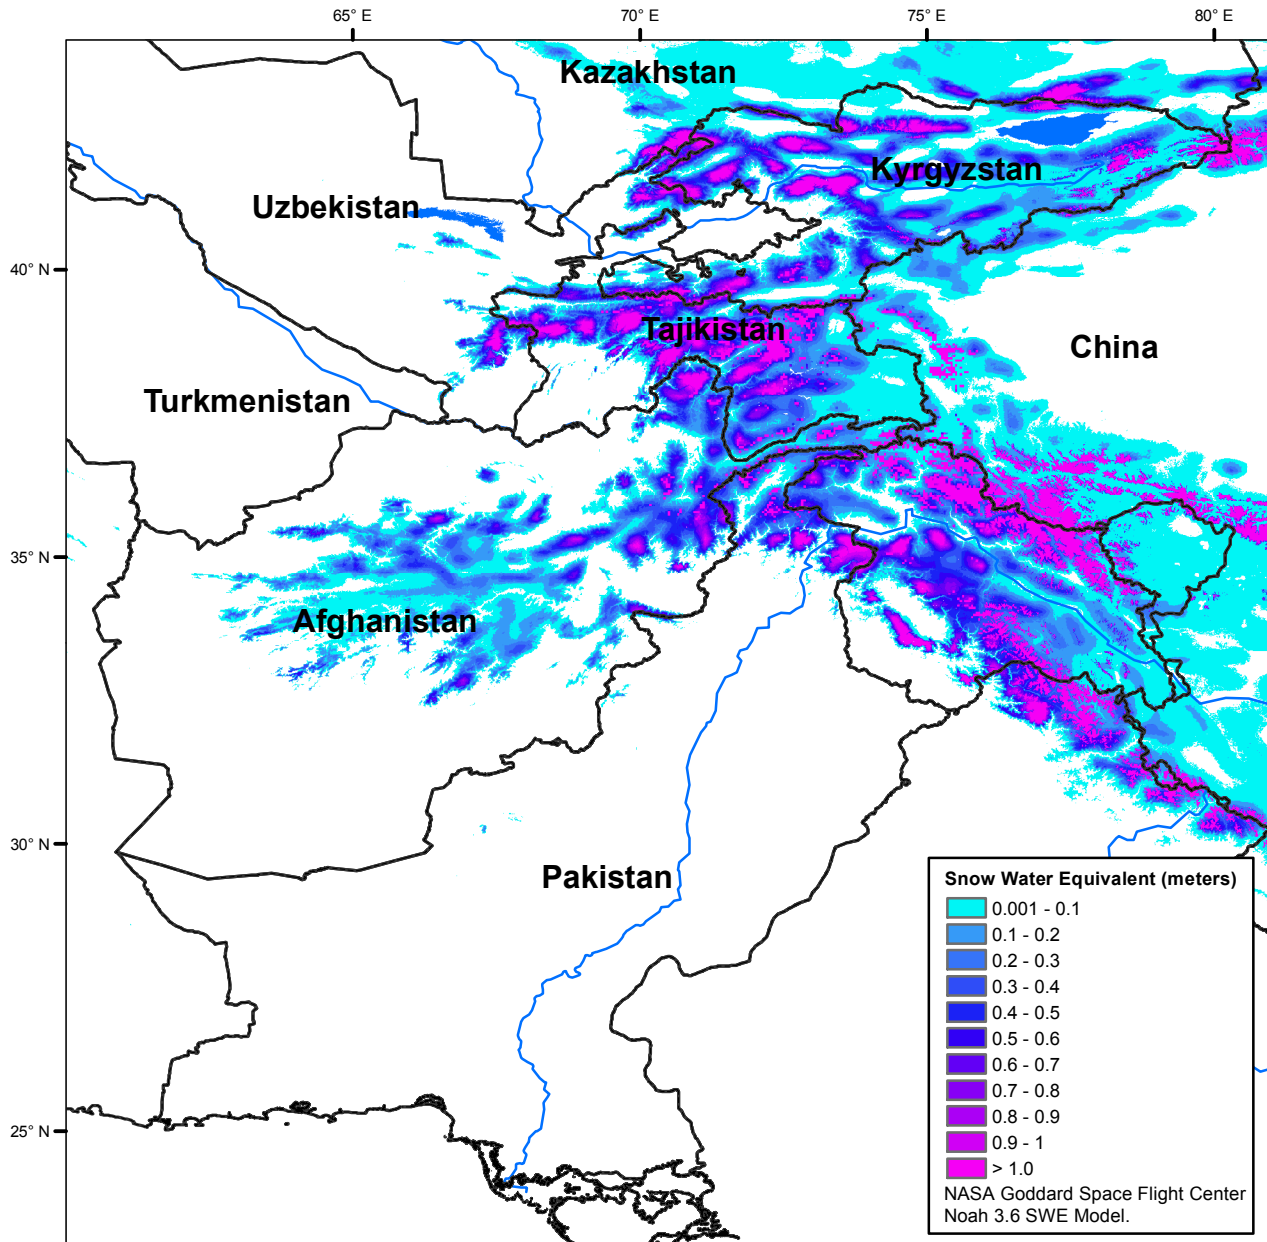 65° E
70° E
75° E
80° E
Kazakhstan
Kyrgyzstan
Uzbekistan
40° N
Tajikistan
China
Turkmenistan
35° N
Afghanistan
30° N
Pakistan
25° N
Snow Water Equivalent (meters)
0.001 - 0.1
0.1 - 0.2
0.2 - 0.3
0.3 - 0.4
0.4 - 0.5
0.5 - 0.6
0.6 - 0.7
0.7 - 0.8
0.8 - 0.9
0.9 - 1
> 1.0
NASA Goddard Space Flight Center
Noah 3.6 SWE Model.